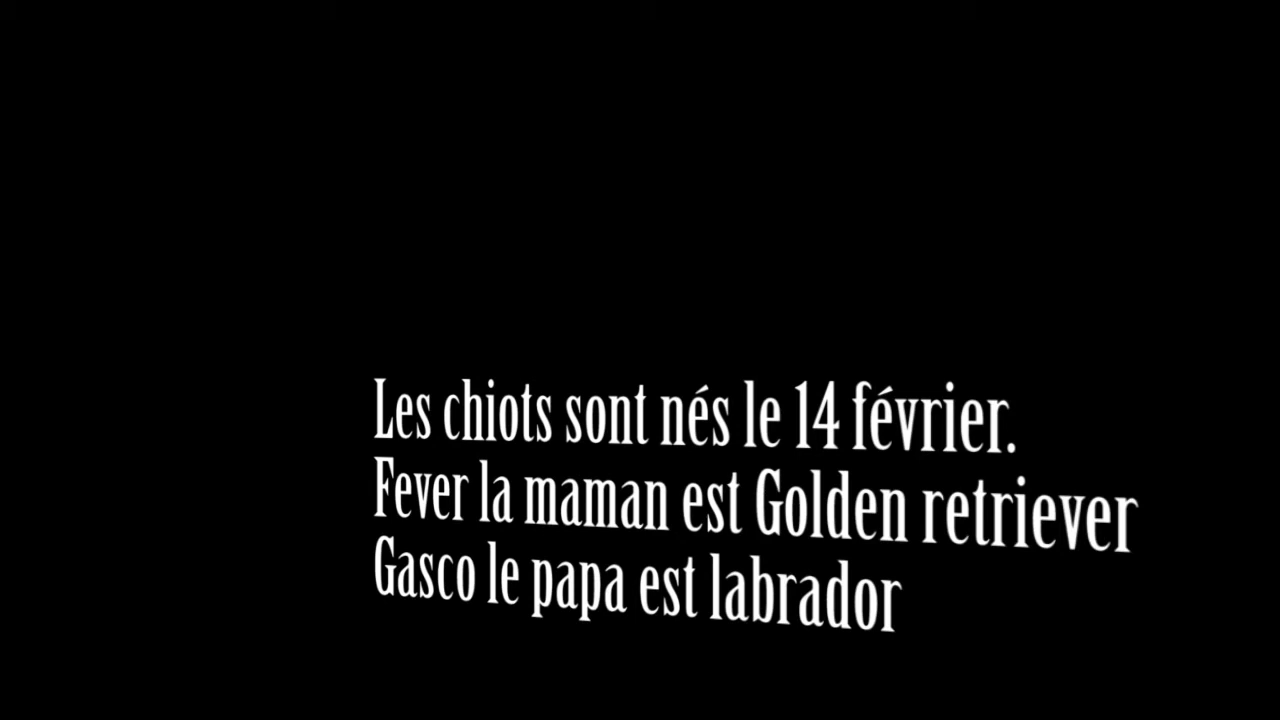 Les chiots sont nés le 14 février.
Fever la maman est Golden retriever
Gasco le papa est labrador